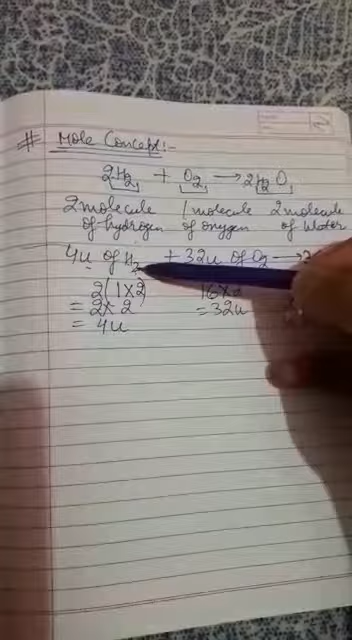 # Mole Concept:-
2H2 + O2 → 2H2O
2 molecule 1 molecule 2 molecule
of hydrogen of oxygen of water
4u of H2 + 32u of O2 → 2
2(1×2) 16×2
= 2×2 = 32u
= 4u